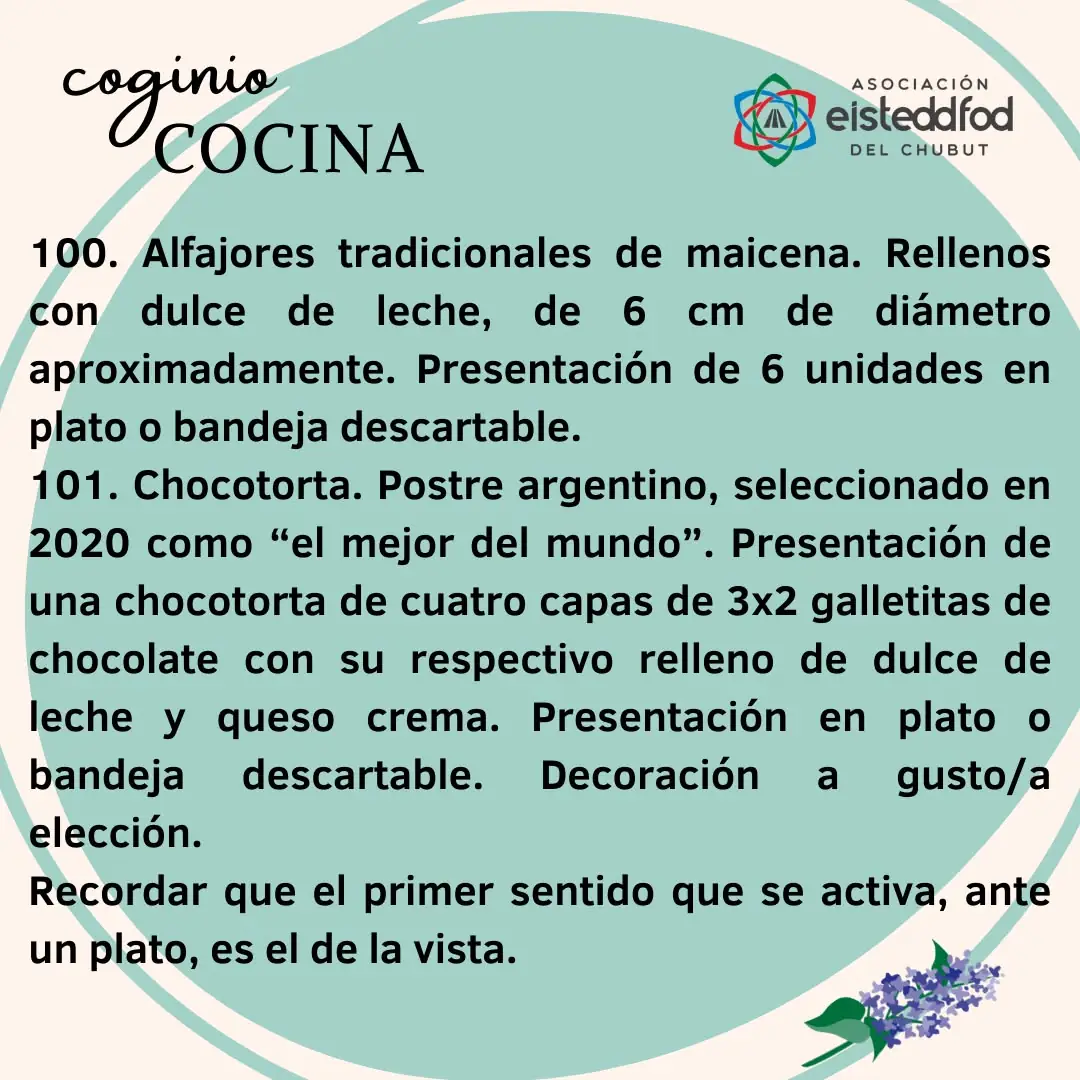 coginio
COCINA
ASOCIACIÓN
eisteddfod
DEL CHUBUT
100. Alfajores tradicionales de maicena. Rellenos
con dulce de leche, de 6 cm de diámetro
aproximadamente. Presentación de 6 unidades en
plato o bandeja descartable.
101. Chocotorta. Postre argentino, seleccionado en
2020 como “el mejor del mundo”. Presentación de
una chocotorta de cuatro capas de 3x2 galletitas de
chocolate con su respectivo relleno de dulce de
leche y queso crema. Presentación en plato o
bandeja descartable. Decoración a gusto/a
elección.
Recordar que el primer sentido que se activa, ante
un plato, es el de la vista.